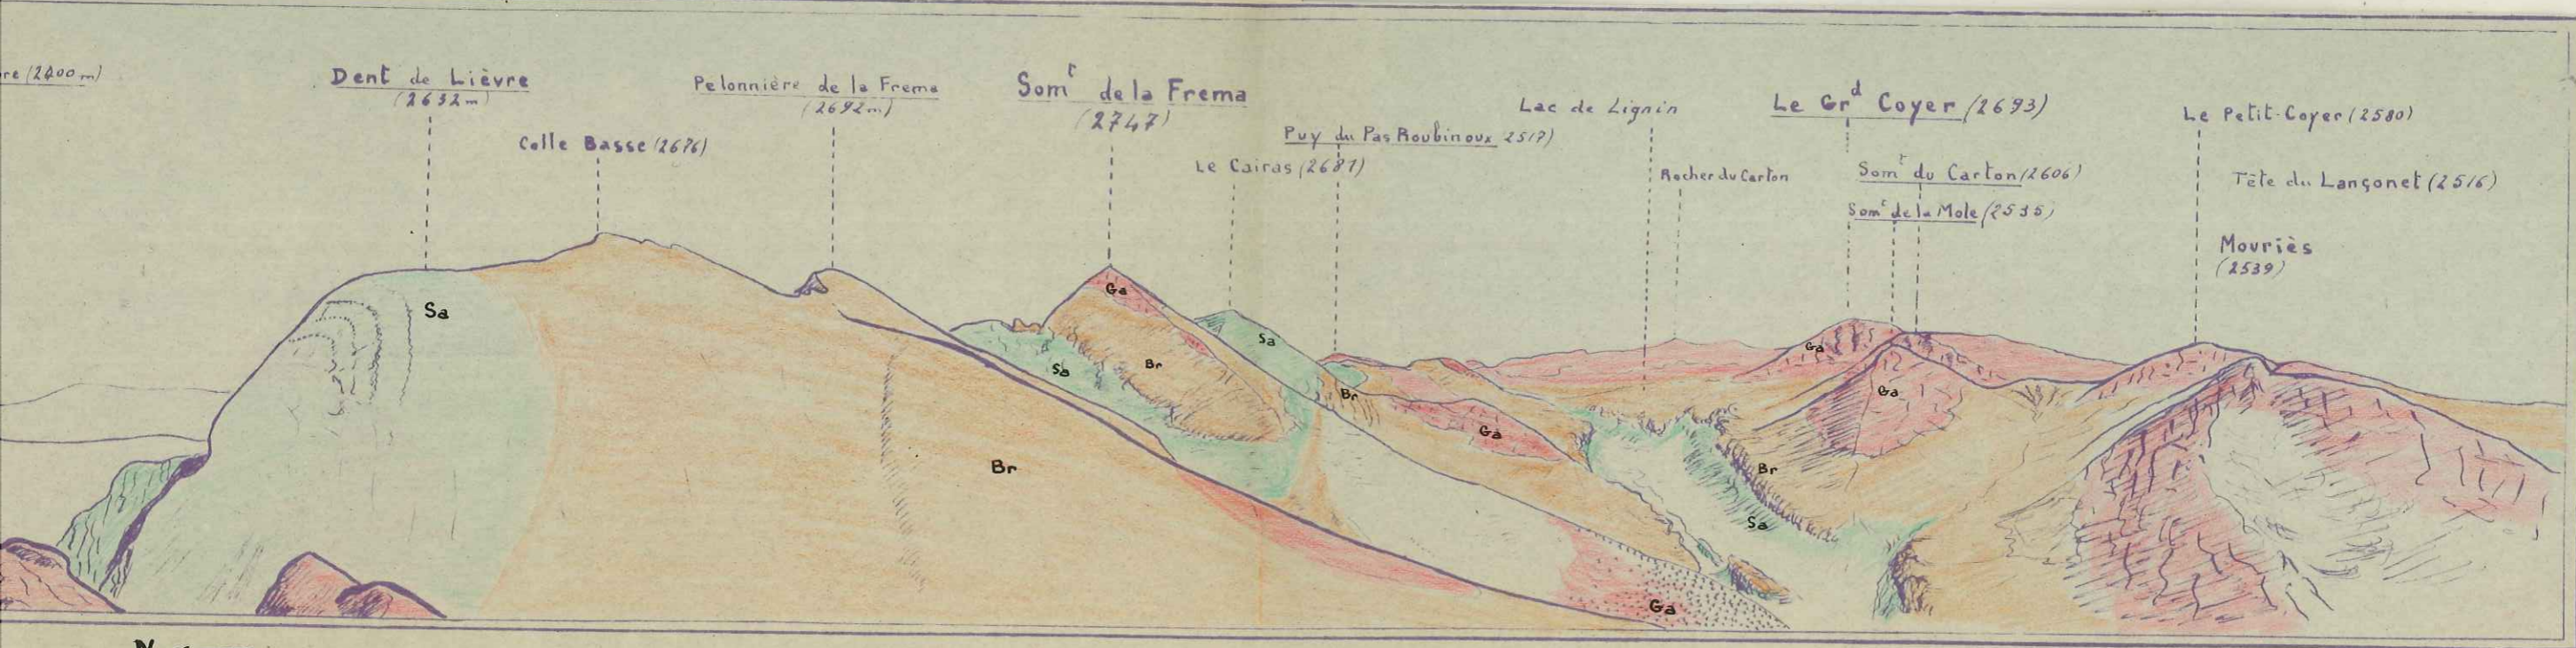 re (2400 m)
Dent de Lièvre
(2632 m)
Colle Basse (2676)
Pelonnière de la Frema
(2692 m)
Somt de la Frema
(2747)
Le Cairas (2681)
Puy du Pas Roubinoux 2517)
Lac de Lignin
Rocher du Carton
Le Grd Coyer (2693)
Somt du Carton (2606)
Somt de la Mole (2535)
Le Petit-Coyer (2580)
Tête du Lançonet (2516)
Mouriès
(2539)
Sa
Br
Sa
Ga
Br
Sa
Br
Ga
Ga
Ga
Ga
Br
Sa